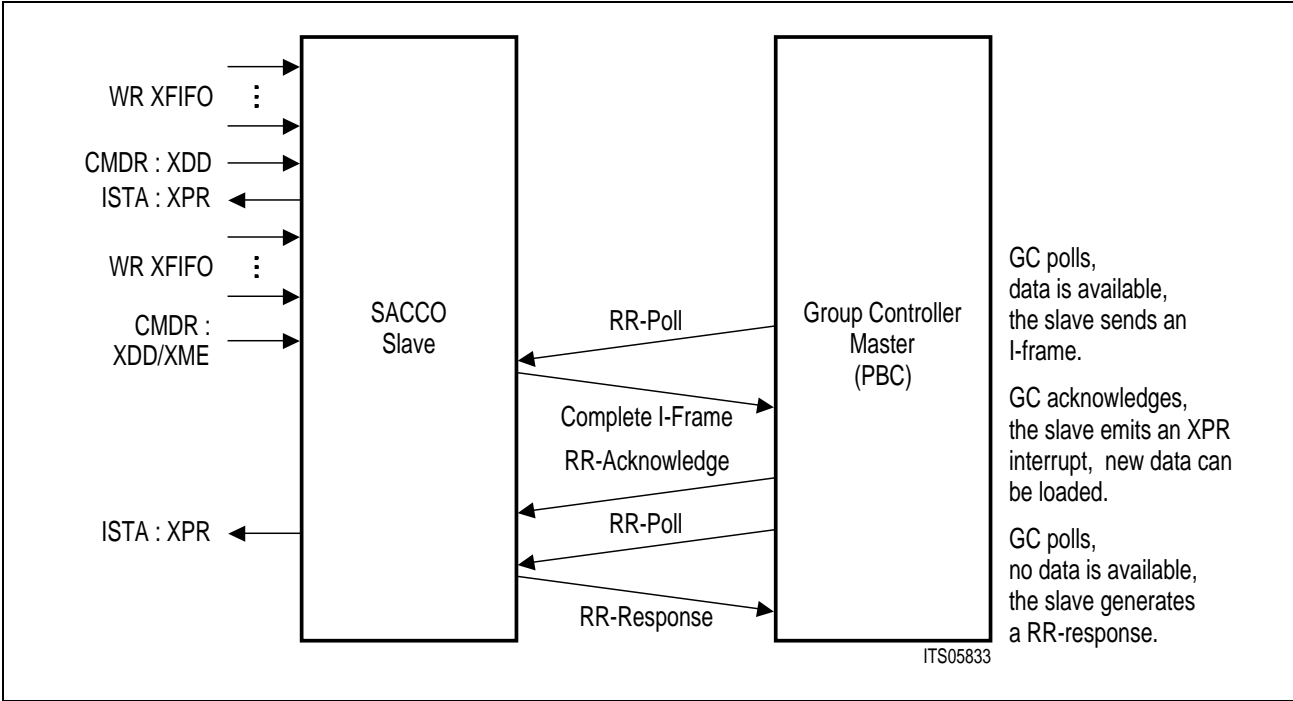 WR XFIFO
CMDR : XDD
ISTA : XPR
WR XFIFO
CMDR :
XDD/XME
ISTA : XPR
SACCO
Slave
RR-Poll
Complete I-Frame
RR-Acknowledge
RR-Poll
RR-Response
Group Controller
Master
(PBC)
GC polls,
data is available,
the slave sends an
I-frame.
GC acknowledges,
the slave emits an XPR
interrupt, new data can
be loaded.
GC polls,
no data is available,
the slave generates
a RR-response.
ITS05833